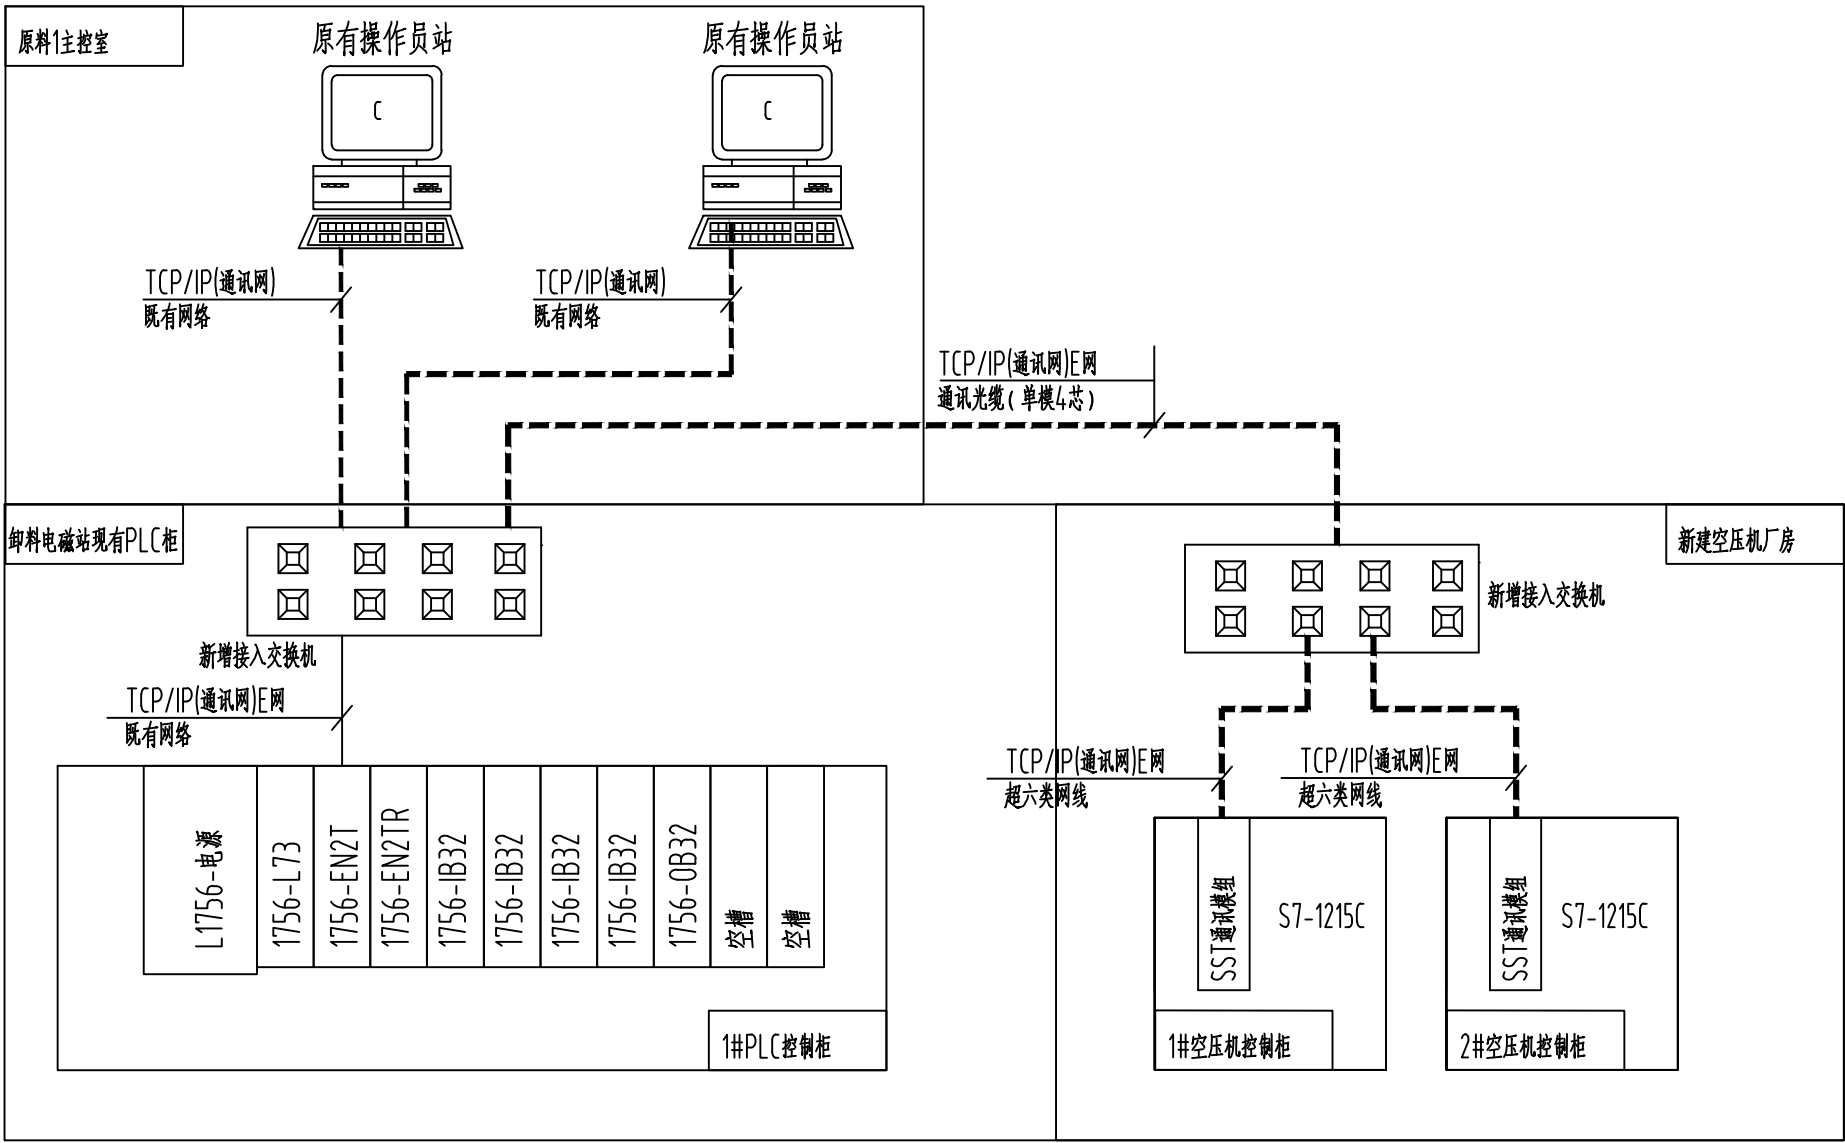 原料1主控室
原有操作员站
原有操作员站
C
C
TCP/IP(通讯网)
既有网络
TCP/IP(通讯网)
既有网络
TCP/IP(通讯网)E网
通讯光缆(单模4芯)
卸料电磁站现有PLC柜
新建空压机厂房
新增接入交换机
新增接入交换机
TCP/IP(通讯网)E网
既有网络
TCP/IP(通讯网)E网
超六类网线
TCP/IP(通讯网)E网
超六类网线
L1756-电源
1756-L73
1756-EN2T
1756-EN2TR
1756-IB32
1756-IB32
1756-IB32
1756-IB32
1756-OB32
空槽
空槽
1#PLC控制柜
SST通讯模组
S7-1215C
1#空压机控制柜
SST通讯模组
S7-1215C
2#空压机控制柜